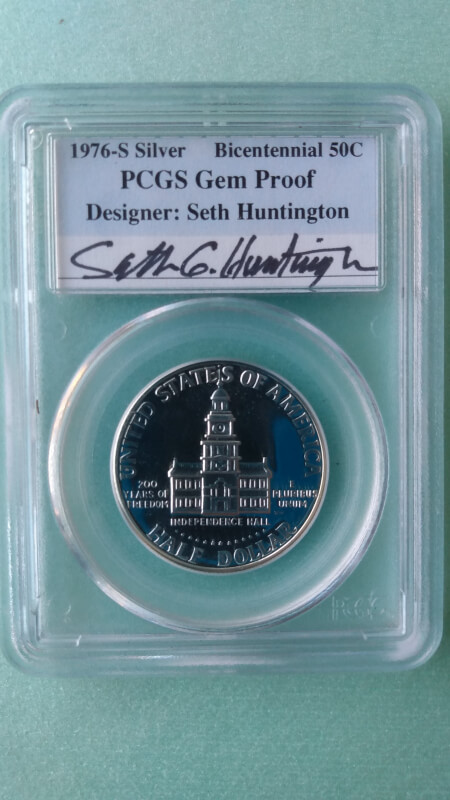 1976-S Silver Bicentennial 50C
PCGS Gem Proof
Designer: Seth Huntington
Seth G. Huntington
UNITED STATES OF AMERICA
200
YEARS OF
FREEDOM
E
PLURIBUS
UNUM
INDEPENDENCE HALL
HALF DOLLAR
PCGS